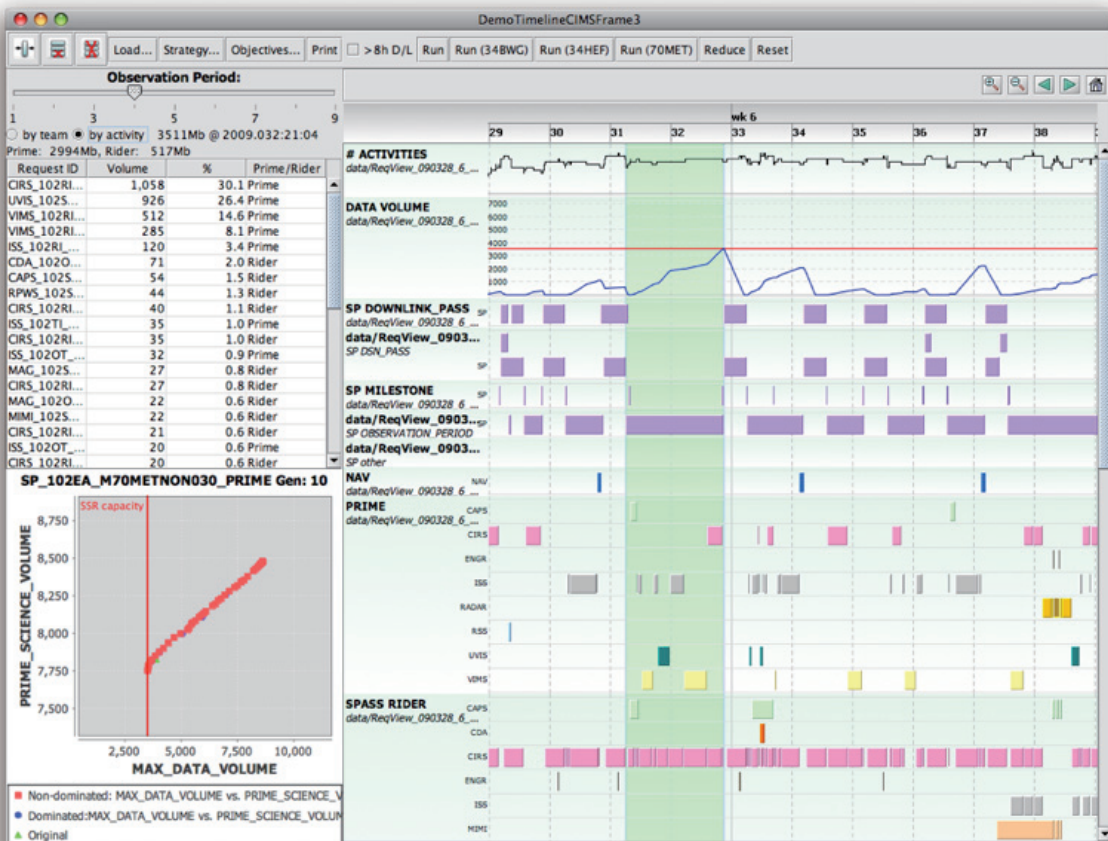 DemoTimelineCIMSFrame3
Load... Strategy... Objectives... Print >8h D/L Run Run (34BWG) Run (34HEF) Run (70MET) Reduce Reset
Observation Period:
1 3 5 7 9
by team by activity 3511Mb @ 2009.032:21:04
Prime: 2994Mb, Rider: 517Mb
Request ID Volume % Prime/Rider
CIRS_102RI... 1,058 30.1 Prime
UVIS_102S... 926 26.4 Prime
VIMS_102RI... 512 14.6 Prime
VIMS_102RI... 285 8.1 Prime
ISS_102RI_... 120 3.4 Prime
CDA_102O... 71 2.0 Rider
CAPS_102S... 54 1.5 Rider
RPWS_102S... 44 1.3 Rider
CIRS_102RI... 40 1.1 Rider
ISS_102TI_... 35 1.0 Prime
CIRS_102RI... 35 1.0 Rider
ISS_102OT_... 32 0.9 Prime
MAG_102S... 27 0.8 Rider
CIRS_102RI... 27 0.8 Rider
MAG_102O... 22 0.6 Rider
MIMI_102S... 22 0.6 Rider
CIRS_102RI... 21 0.6 Rider
ISS_102OT_... 20 0.6 Prime
CIRS_102RI... 20 0.6 Rider
SP_102EA_M70METNON030_PRIME Gen: 10
SSR capacity
PRIME_SCIENCE_VOLUME
8,750
8,500
8,250
8,000
7,750
7,500
2,500 5,000 7,500 10,000
MAX_DATA_VOLUME
Non-dominated: MAX_DATA_VOLUME vs. PRIME_SCIENCE_V
Dominated:MAX_DATA_VOLUME vs. PRIME_SCIENCE_VOLUM
Original
wk 6
29 30 31 32 33 34 35 36 37 38
# ACTIVITIES
data/ReqView_090328_6_...
DATA VOLUME
data/ReqView_090328_6_...
7000
6000
5000
4000
3000
2000
1000
0
SP DOWNLINK_PASS SP
data/ReqView_090328_6_...
data/ReqView_0903...
SP DSN_PASS
SP
SP MILESTONE SP
data/ReqView_090328_6_...
data/ReqView_0903... SP
SP OBSERVATION_PERIOD
data/ReqView_0903...
SP other
NAV NAV
data/ReqView_090328_6_...
PRIME CAPS
data/ReqView_090328_6_...
CIRS
ENGR
ISS
RADAR
RSS
UVIS
VIMS
SPASS RIDER CAPS
data/ReqView_090328_6_...
CDA
CIRS
ENGR
ISS
MIMI